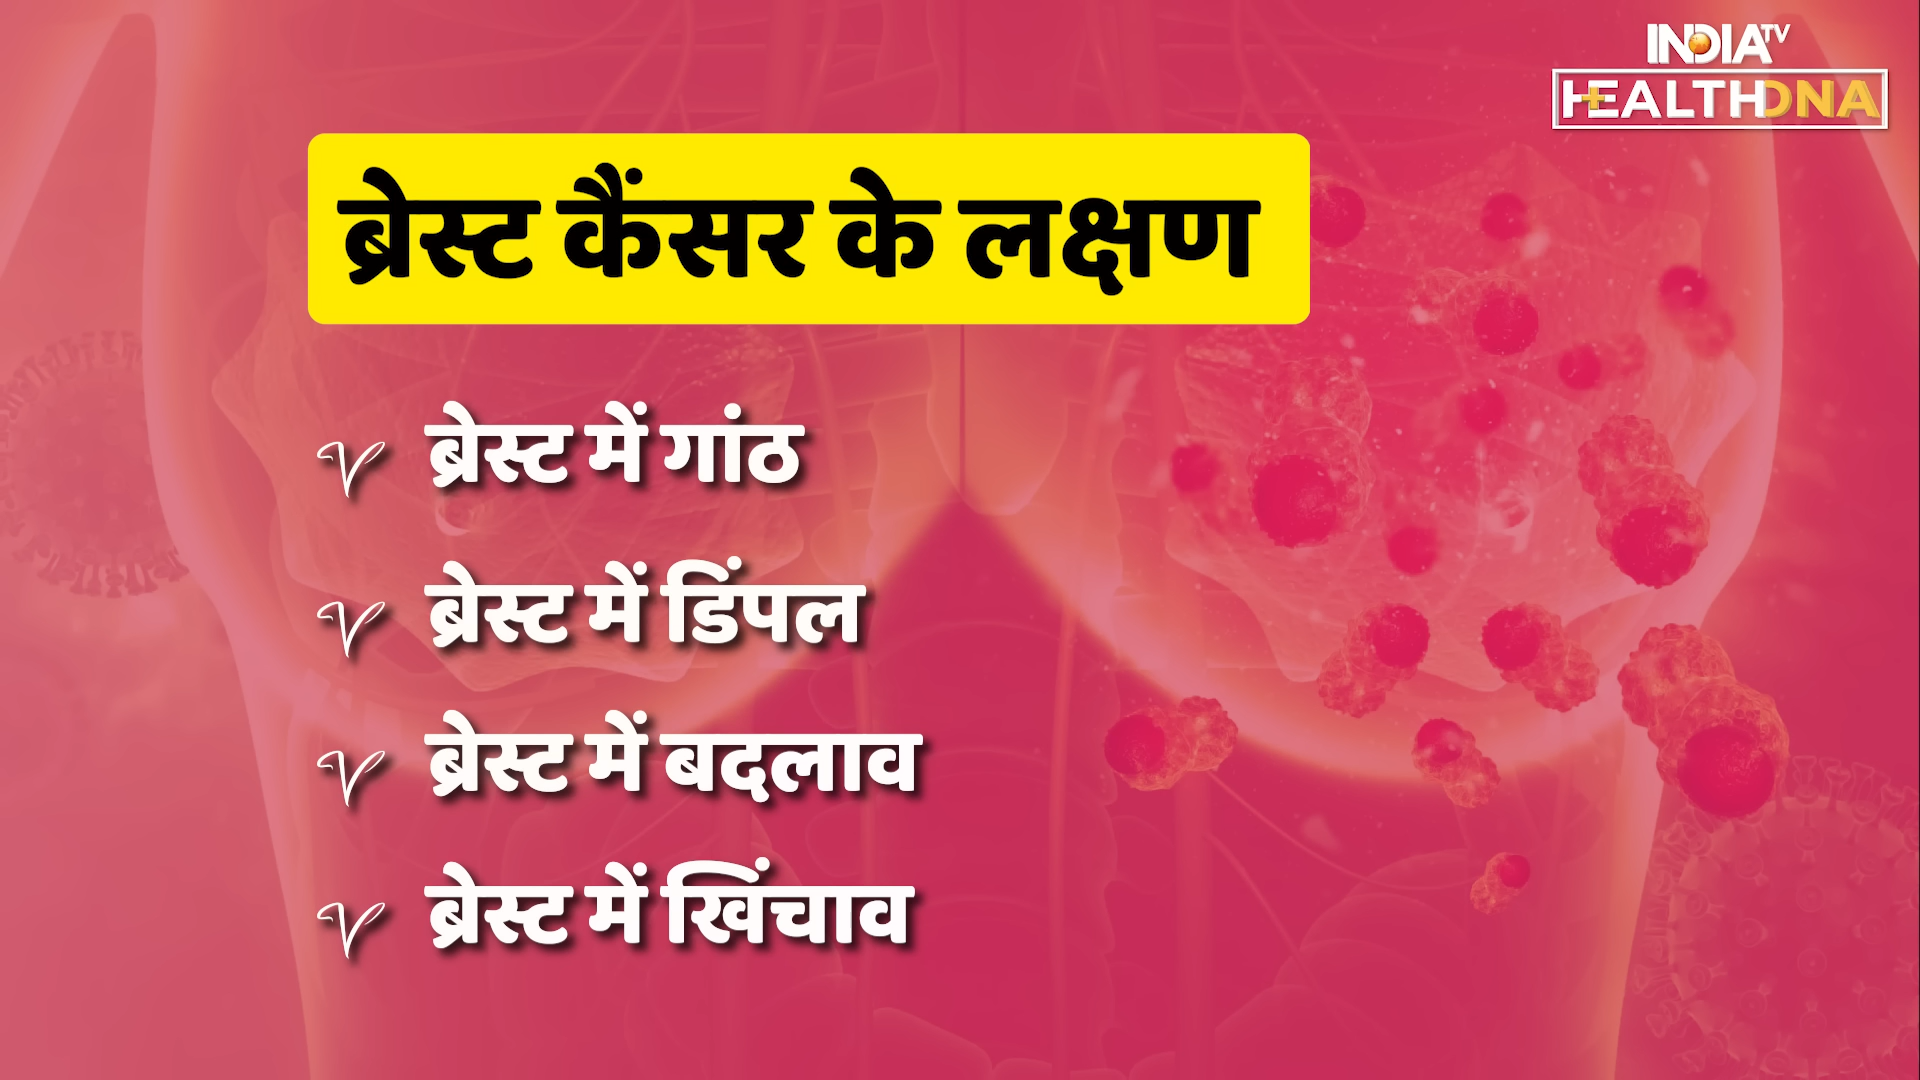 INDIA TV
HEALTH DNA
ब्रेस्ट कैंसर के लक्षण
ब्रेस्ट में गांठ
ब्रेस्ट में डिंपल
ब्रेस्ट में बदलाव
ब्रेस्ट में खिंचाव